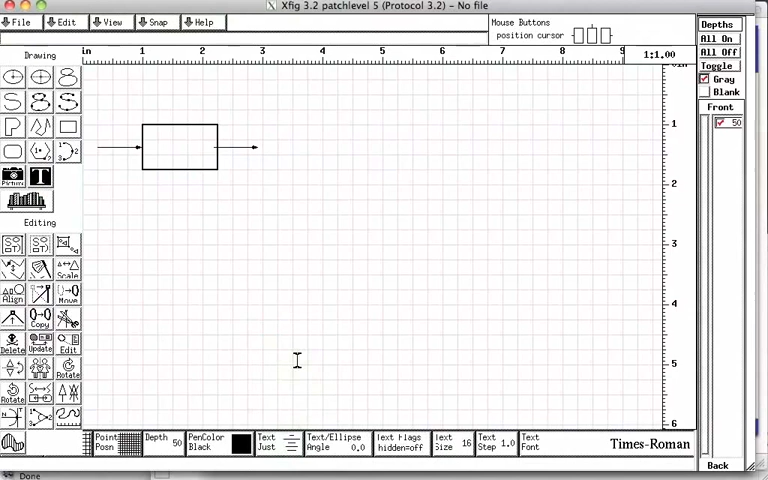 Xfig 3.2 patchlevel 5 (Protocol 3.2) - No file
File Edit View Snap Help
Mouse Buttons
position cursor
Depths
All On
All Off
Toggle
Gray
Blank
Front
50
Back
Drawing
in 1 2 3 4 5 6 7 8 9
1:1.00
1
2
3
4
5
6
Picture
T
Editing
Scale
Align
Move
Copy
Delete
Update
Edit
Rotate
Rotate
Point
Posn
Depth 50
PenColor
Black
Text
Just
Text/Ellipse
Angle 0.0
Text Flags
hidden=off
Text
Size 16
Text
Step 1.0
Text
Font
Times-Roman
Done